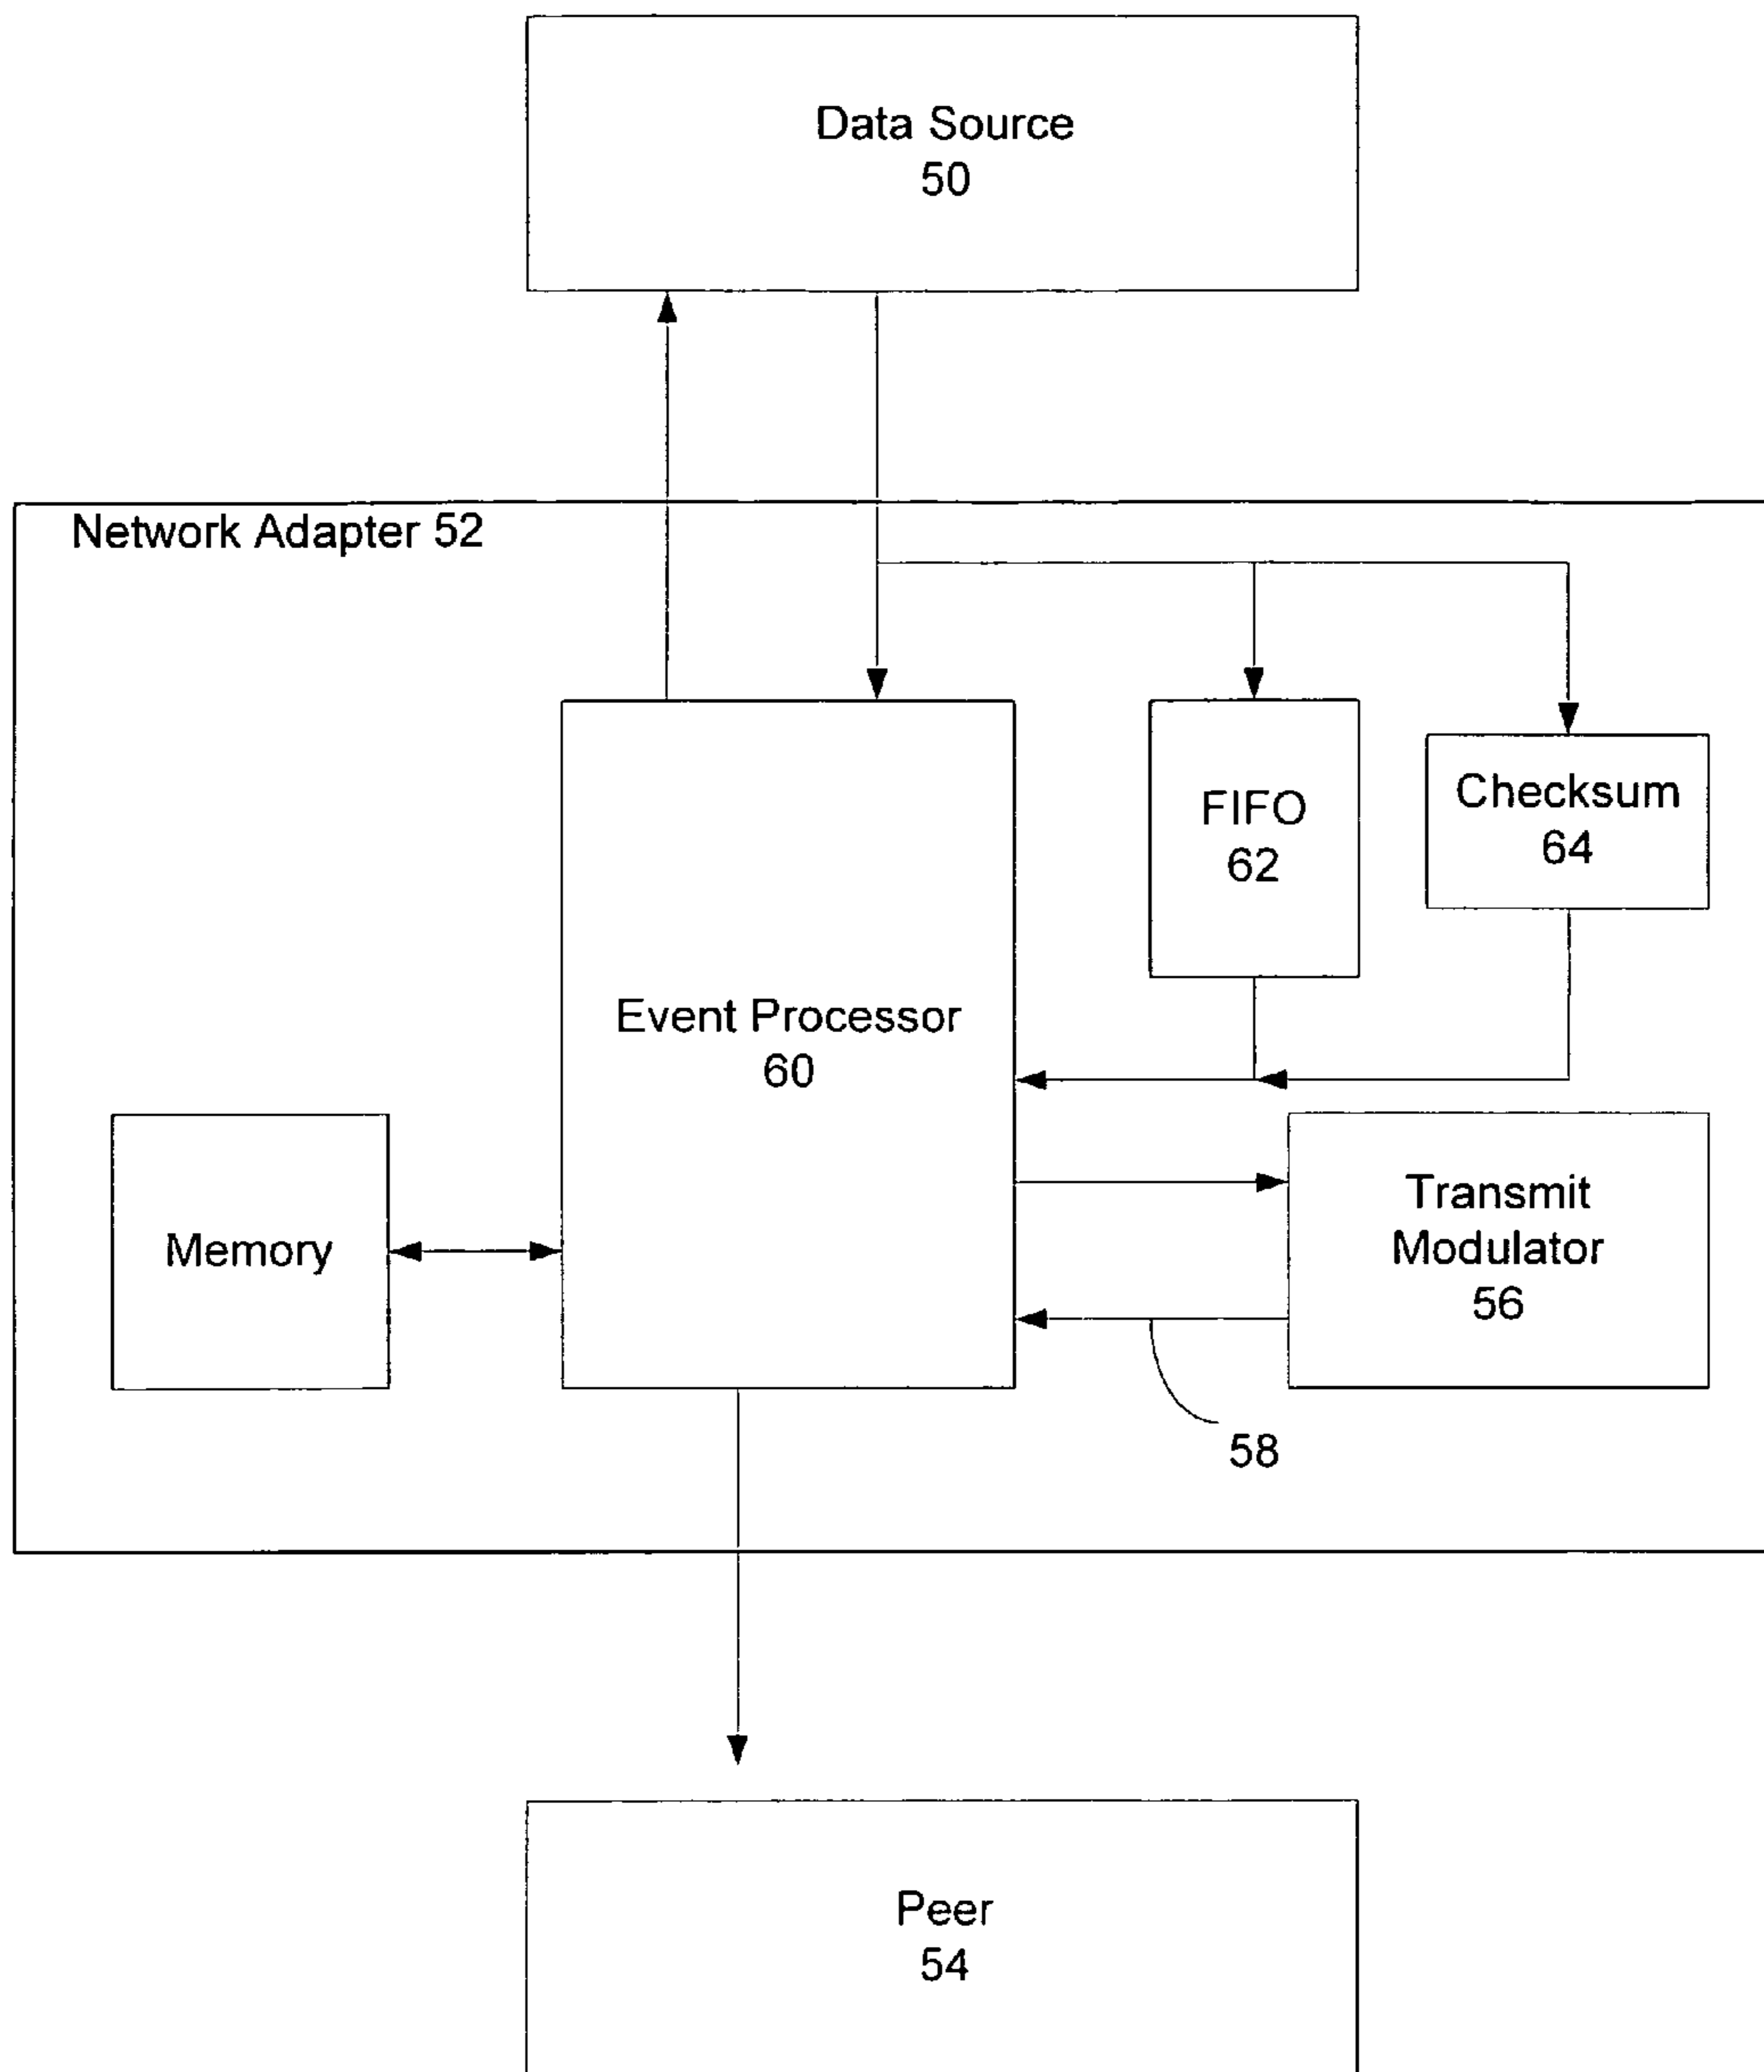 Data Source
50
Network Adapter 52
FIFO
62
Checksum
64
Event Processor
60
Memory
Transmit
Modulator
56
58
Peer
54